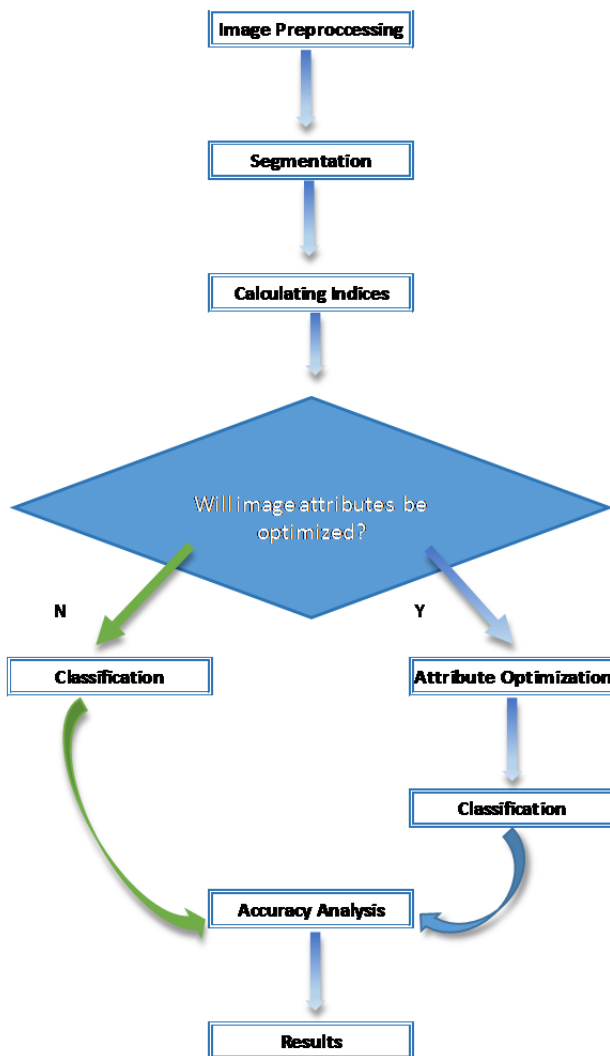 Image Preproccessing
Segmentation
Calculating Indices
Will image attributes be
optimized?
N
Y
Classification
Attribute Optimization
Classification
Accuracy Analysis
Results